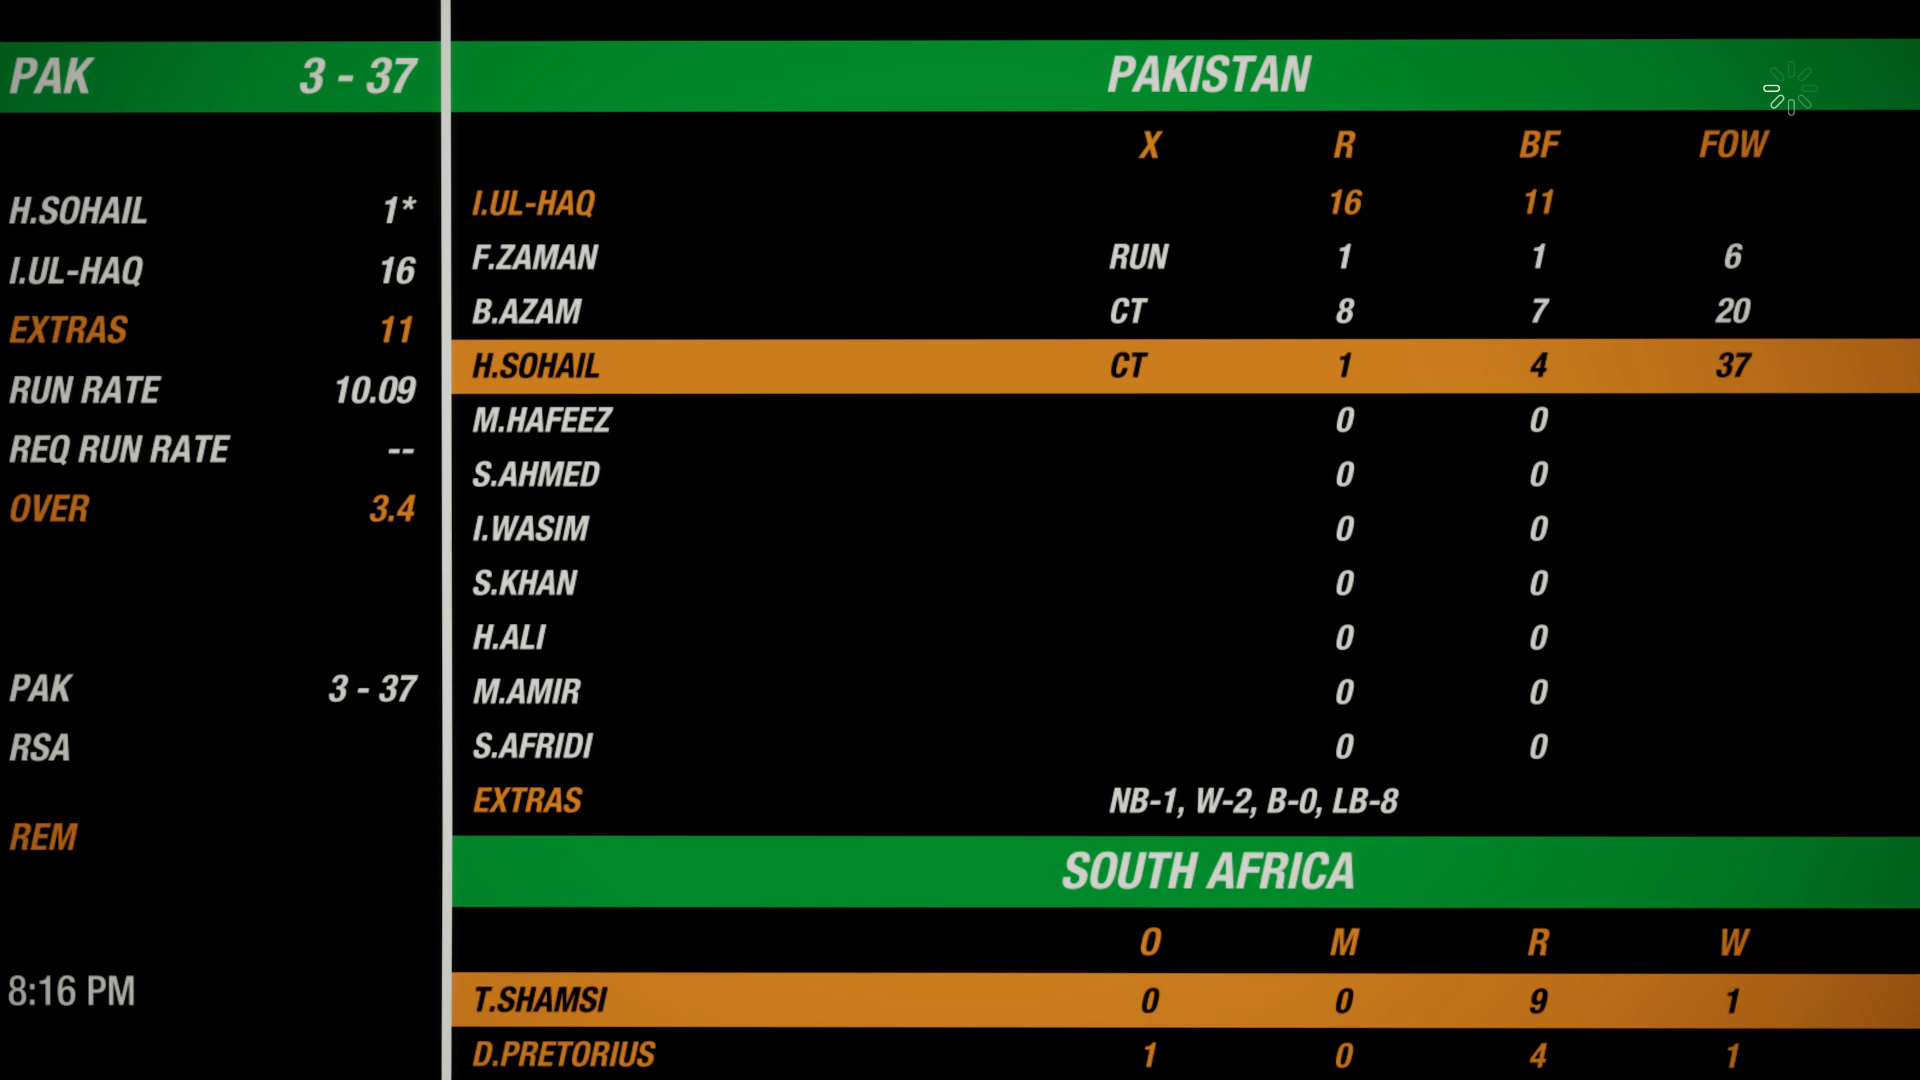 PAK 3 - 37
H.SOHAIL 1*
I.UL-HAQ 16
EXTRAS 11
RUN RATE 10.09
REQ RUN RATE --
OVER 3.4
PAK 3 - 37
RSA
REM
8:16 PM
PAKISTAN
X R BF FOW
I.UL-HAQ 16 11
F.ZAMAN RUN 1 1 6
B.AZAM CT 8 7 20
H.SOHAIL CT 1 4 37
M.HAFEEZ 0 0
S.AHMED 0 0
I.WASIM 0 0
S.KHAN 0 0
H.ALI 0 0
M.AMIR 0 0
S.AFRIDI 0 0
EXTRAS NB-1, W-2, B-0, LB-8
SOUTH AFRICA
O M R W
T.SHAMSI 0 0 9 1
D.PRETORIUS 1 0 4 1